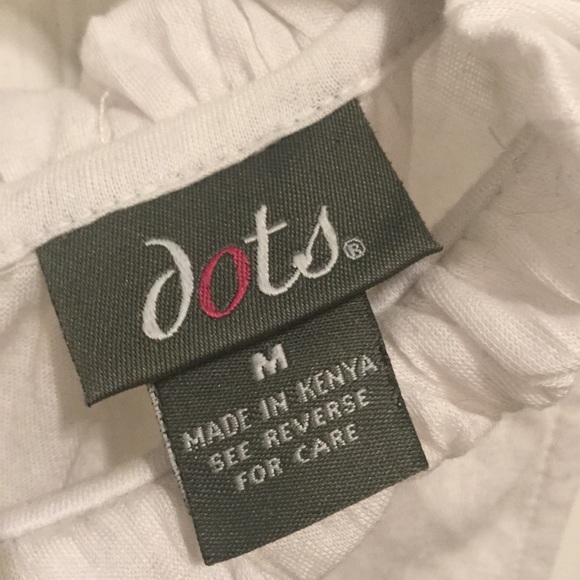 dots®
M
MADE IN KENYA
SEE REVERSE
FOR CARE